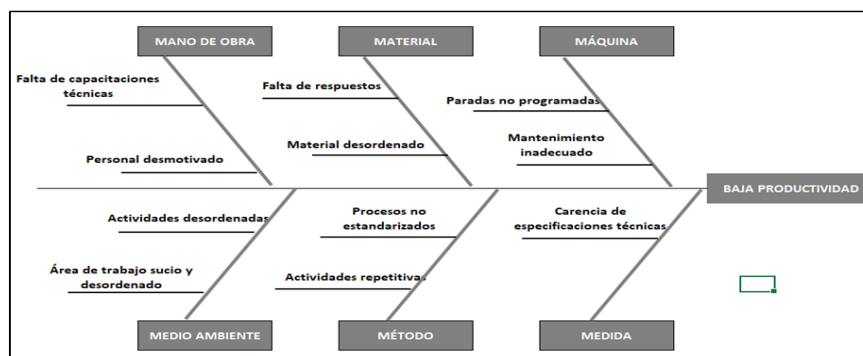 MANO DE OBRA
MATERIAL
MÁQUINA
Falta de capacitaciones
técnicas
Falta de respuestos
Paradas no programadas
Personal desmotivado
Material desordenado
Mantenimiento
inadecuado
BAJA PRODUCTIVIDAD
Actividades desordenadas
Procesos no
estandarizados
Carencia de
especificaciones técnicas
Área de trabajo sucio y
desordenado
Actividades repetitivas
MEDIO AMBIENTE
MÉTODO
MEDIDA